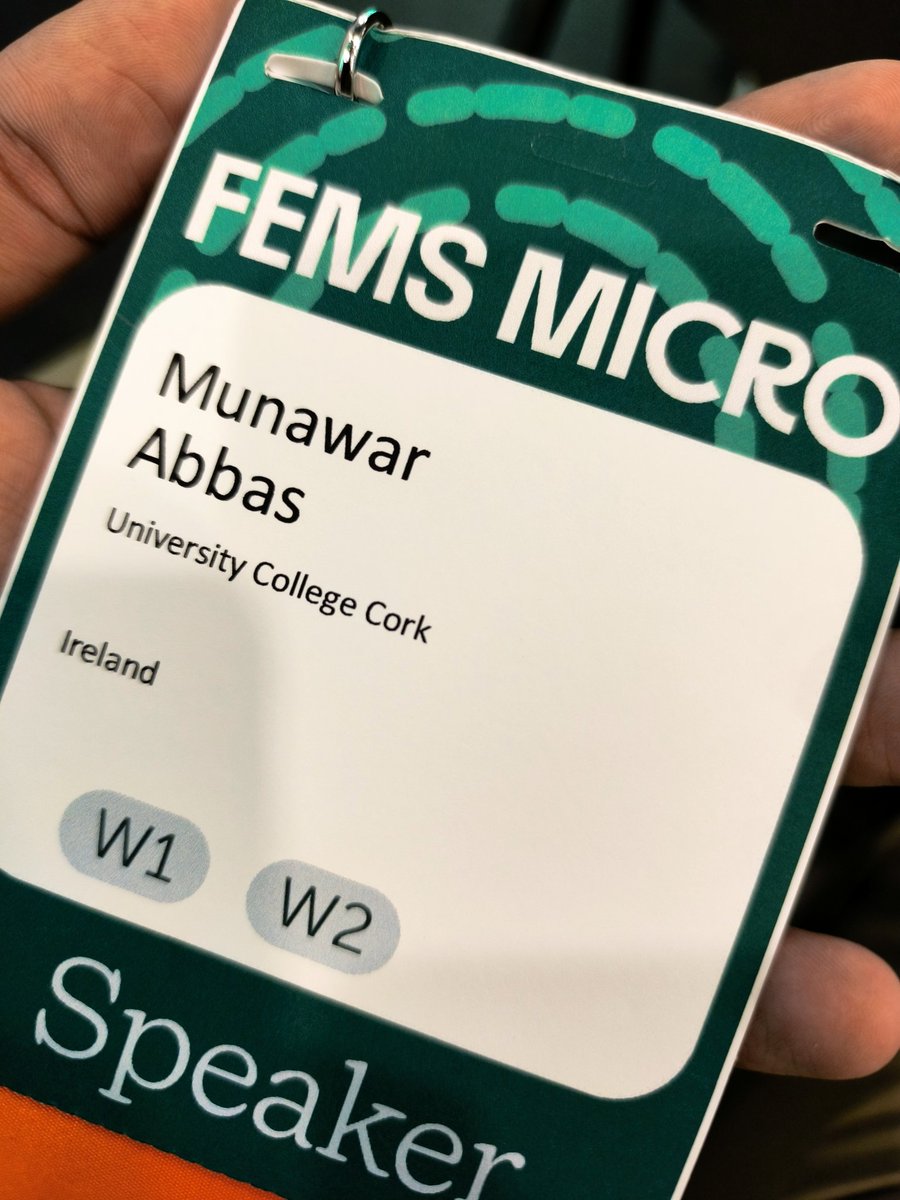 FEMS MICRO
Munawar
Abbas
University College Cork
Ireland
W1 W2
Speaker